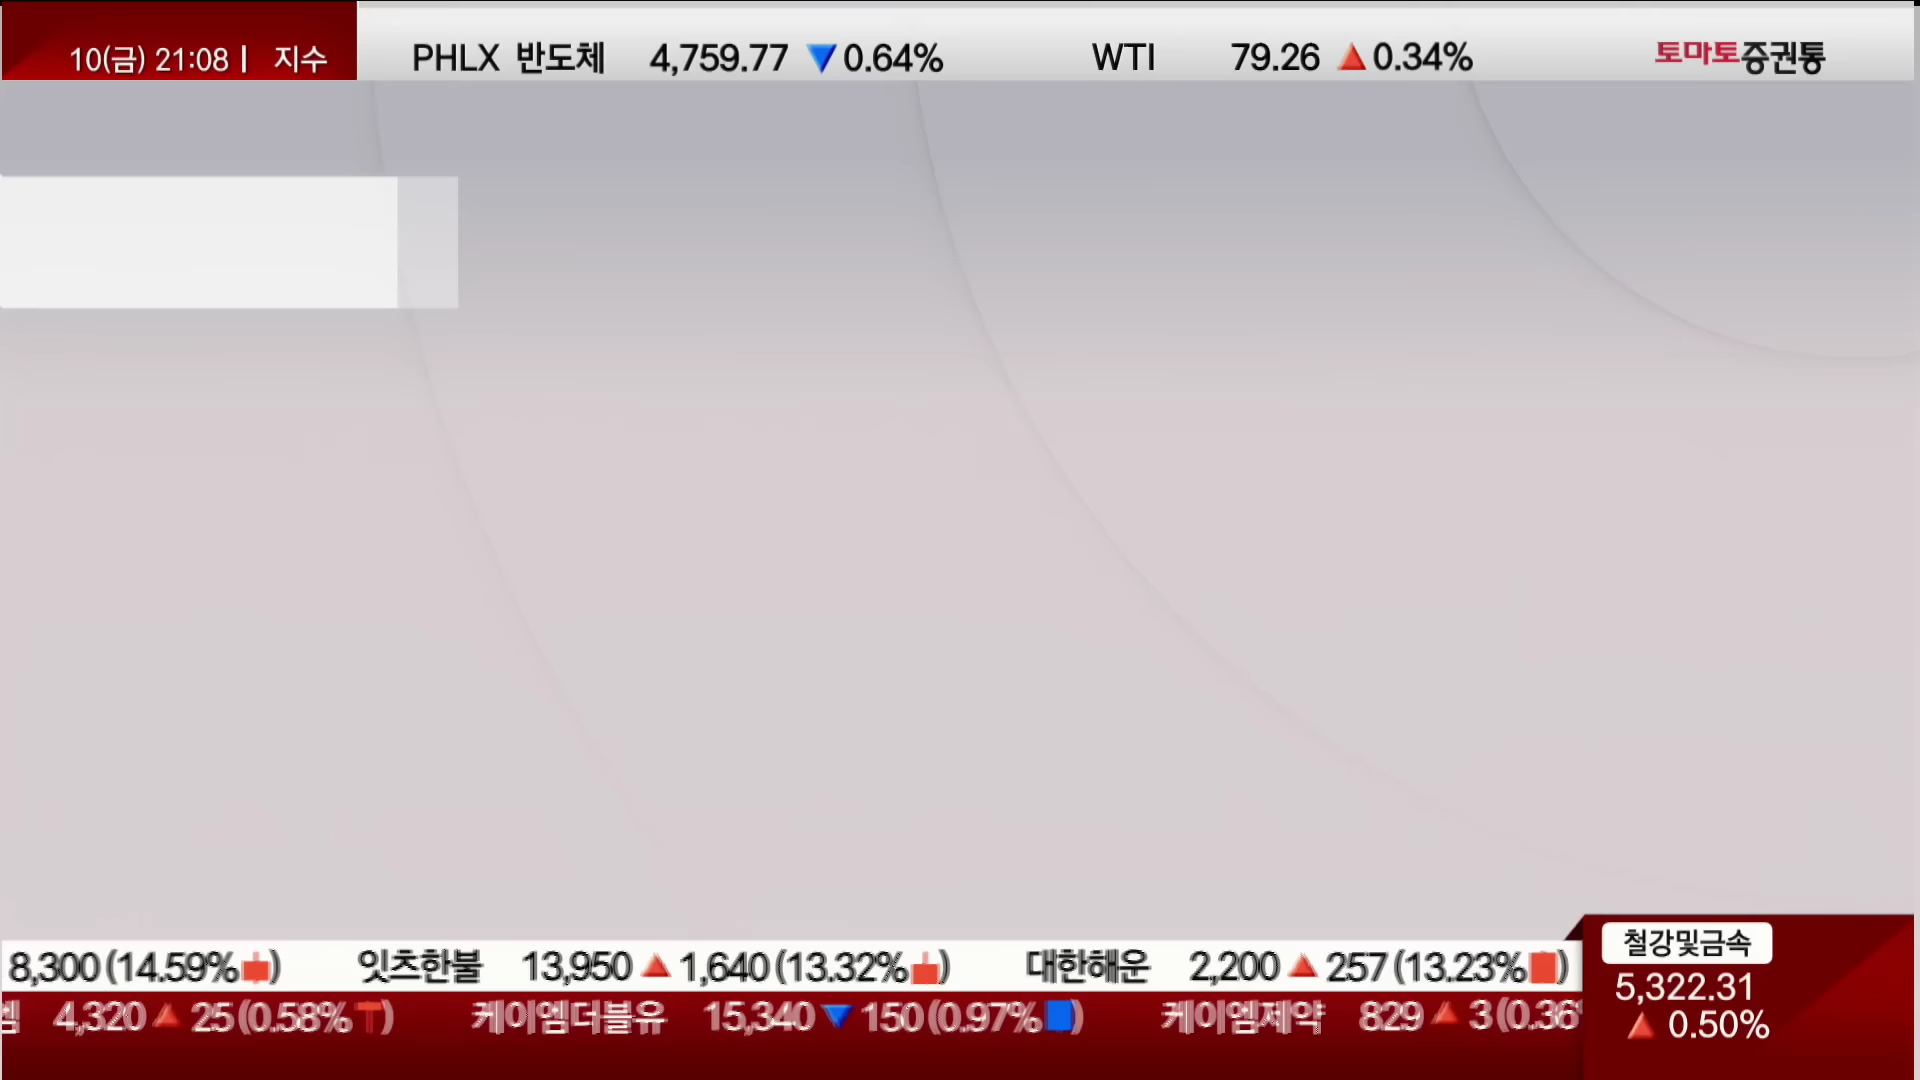 10(금) 21:08 | 지수 PHLX 반도체 4,759.77 ▼0.64% WTI 79.26 ▲0.34% 토마토증권통
8,300 (14.59%) 잇츠한불 13,950 ▲1,640 (13.32%) 대한해운 2,200 ▲257 (13.23%)
4,320 ▲25 (0.58%) 케이엠더블유 15,340 ▼150 (0.97%) 케이엠제약 829 ▲3 (0.36
철강및금속
5,322.31
▲0.50%